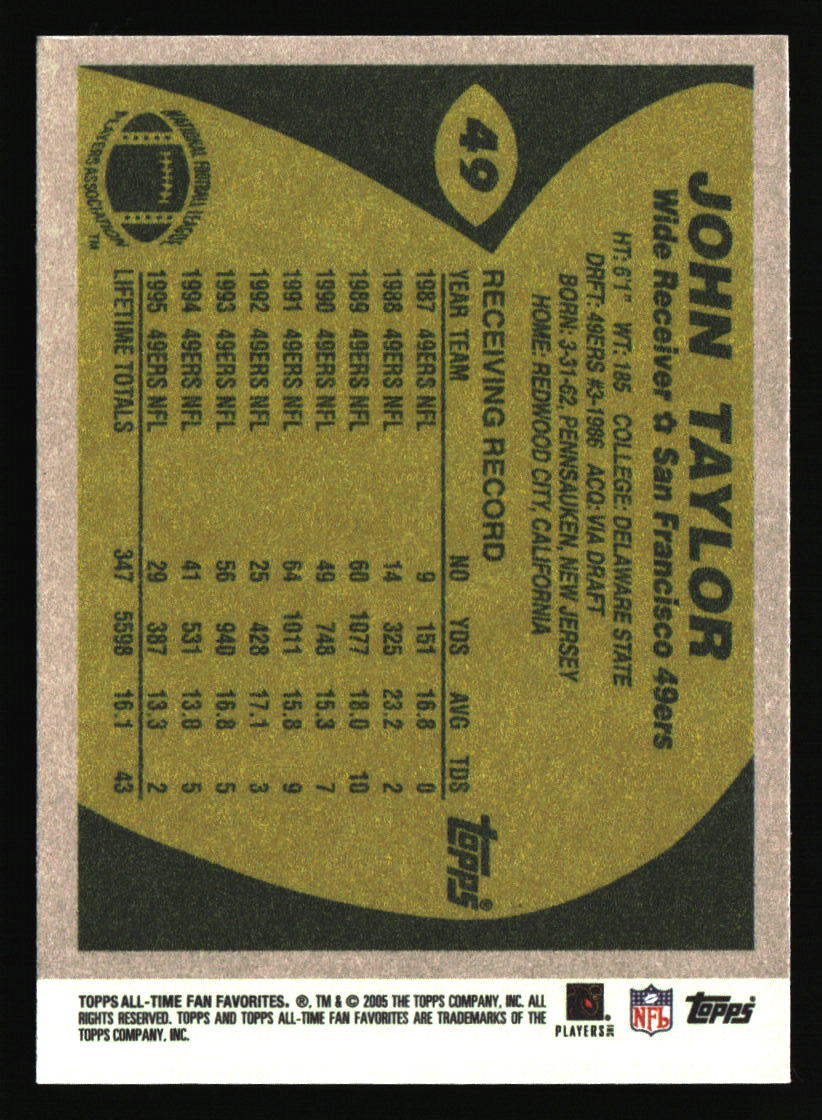 49
JOHN TAYLOR
Wide Receiver ✩ San Francisco 49ers
HT: 6'1" WT: 185 COLLEGE: DELAWARE STATE
DRFT: 49ERS #3-1986 ACQ: VIA DRAFT
BORN: 3-31-62, PENNSAUKEN, NEW JERSEY
HOME: REDWOOD CITY, CALIFORNIA
RECEIVING RECORD
YEAR TEAM NO YDS AVG TDS
1987 49ERS NFL 9 151 16.8 0
1988 49ERS NFL 14 325 23.2 2
1989 49ERS NFL 60 1077 18.0 10
1990 49ERS NFL 49 748 15.3 7
1991 49ERS NFL 64 1011 15.8 9
1992 49ERS NFL 25 428 17.1 3
1993 49ERS NFL 56 940 16.8 5
1994 49ERS NFL 41 531 13.0 5
1995 49ERS NFL 29 387 13.3 2
LIFETIME TOTALS 347 5598 16.1 43
NATIONAL FOOTBALL LEAGUE
PLAYERS ASSOCIATION ™
topps®
TOPPS ALL-TIME FAN FAVORITES. ®, TM & © 2005 THE TOPPS COMPANY, INC. ALL
RIGHTS RESERVED. TOPPS AND TOPPS ALL-TIME FAN FAVORITES ARE TRADEMARKS OF THE
TOPPS COMPANY, INC.
PLAYERS INC
NFL
topps®